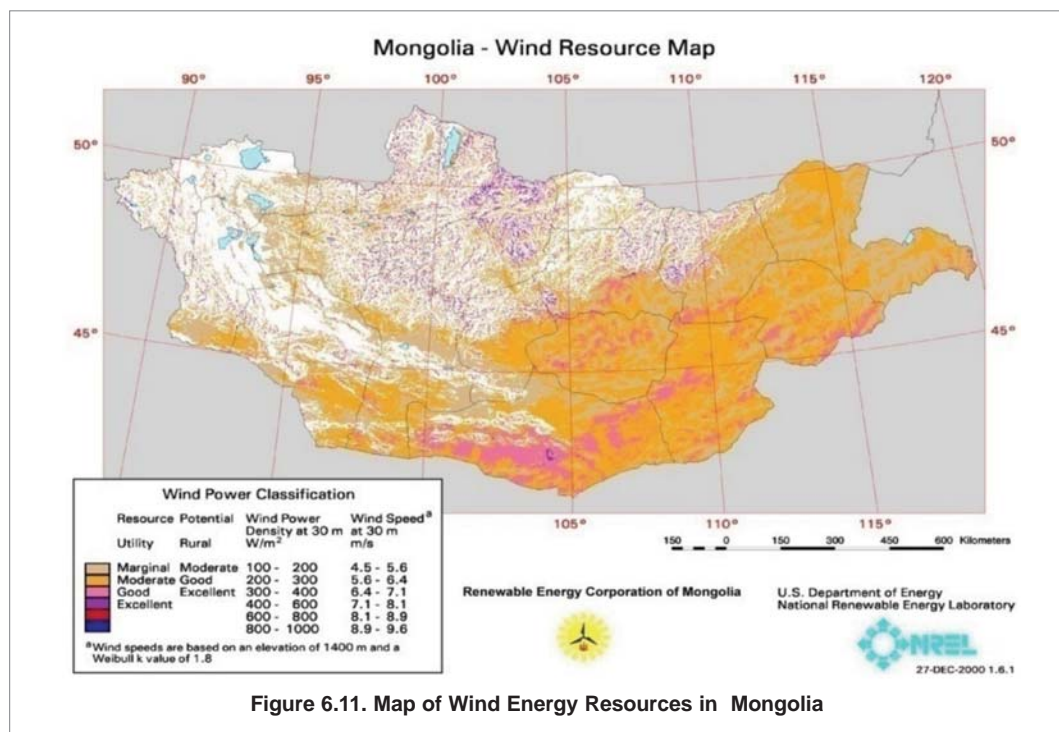 Mongolia - Wind Resource Map
90° 95° 100° 105° 110° 115° 120°
50° 50°
45° 45°
105° 110° 115°
Wind Power Classification
Resource Potential Wind Power Wind Speedᵃ
Density at 30 m at 30 m
Utility Rural W/m² m/s
Marginal Moderate 100 - 200 4.5 - 5.6
Moderate Good 200 - 300 5.6 - 6.4
Good Excellent 300 - 400 6.4 - 7.1
Excellent 400 - 600 7.1 - 8.1
600 - 800 8.1 - 8.9
800 - 1000 8.9 - 9.6
ᵃWind speeds are based on an elevation of 1400 m and a
Weibull k value of 1.8
150 0 150 300 450 600 Kilometers
Renewable Energy Corporation of Mongolia
U.S. Department of Energy
National Renewable Energy Laboratory
NREL
27-DEC-2000 1.6.1
Figure 6.11. Map of Wind Energy Resources in Mongolia